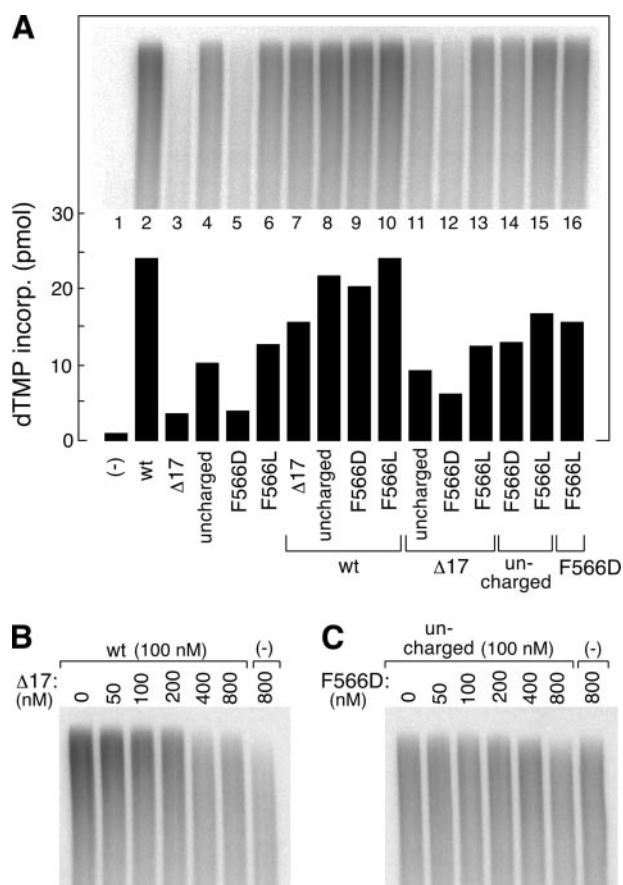 A
1 2 3 4 5 6 7 8 9 10 11 12 13 14 15 16
dTMP incorp. (pmol)
30
20
10
0
(-) wt Δ17 uncharged F566D F566L Δ17 uncharged F566D F566L uncharged F566D F566L F566D F566L F566L
wt Δ17 un-charged F566D
B
wt (100 nM) (-)
Δ17: 0 50 100 200 400 800 800
(nM)
C
un-
charged (100 nM) (-)
F566D: 0 50 100 200 400 800 800
(nM)